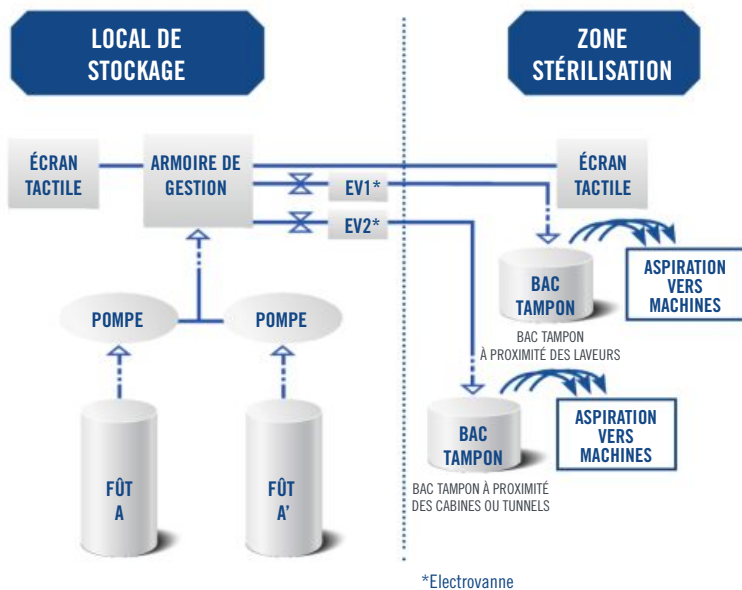 LOCAL DE
STOCKAGE
ZONE
STÉRILISATION
ÉCRAN
TACTILE
ARMOIRE DE
GESTION
EV1*
EV2*
ÉCRAN
TACTILE
BAC
TAMPON
ASPIRATION
VERS
MACHINES
BAC TAMPON
À PROXIMITÉ DES LAVEURS
POMPE
POMPE
BAC
TAMPON
ASPIRATION
VERS
MACHINES
BAC TAMPON À PROXIMITÉ
DES CABINES OU TUNNELS
FÛT
A
FÛT
A'
*Electrovanne